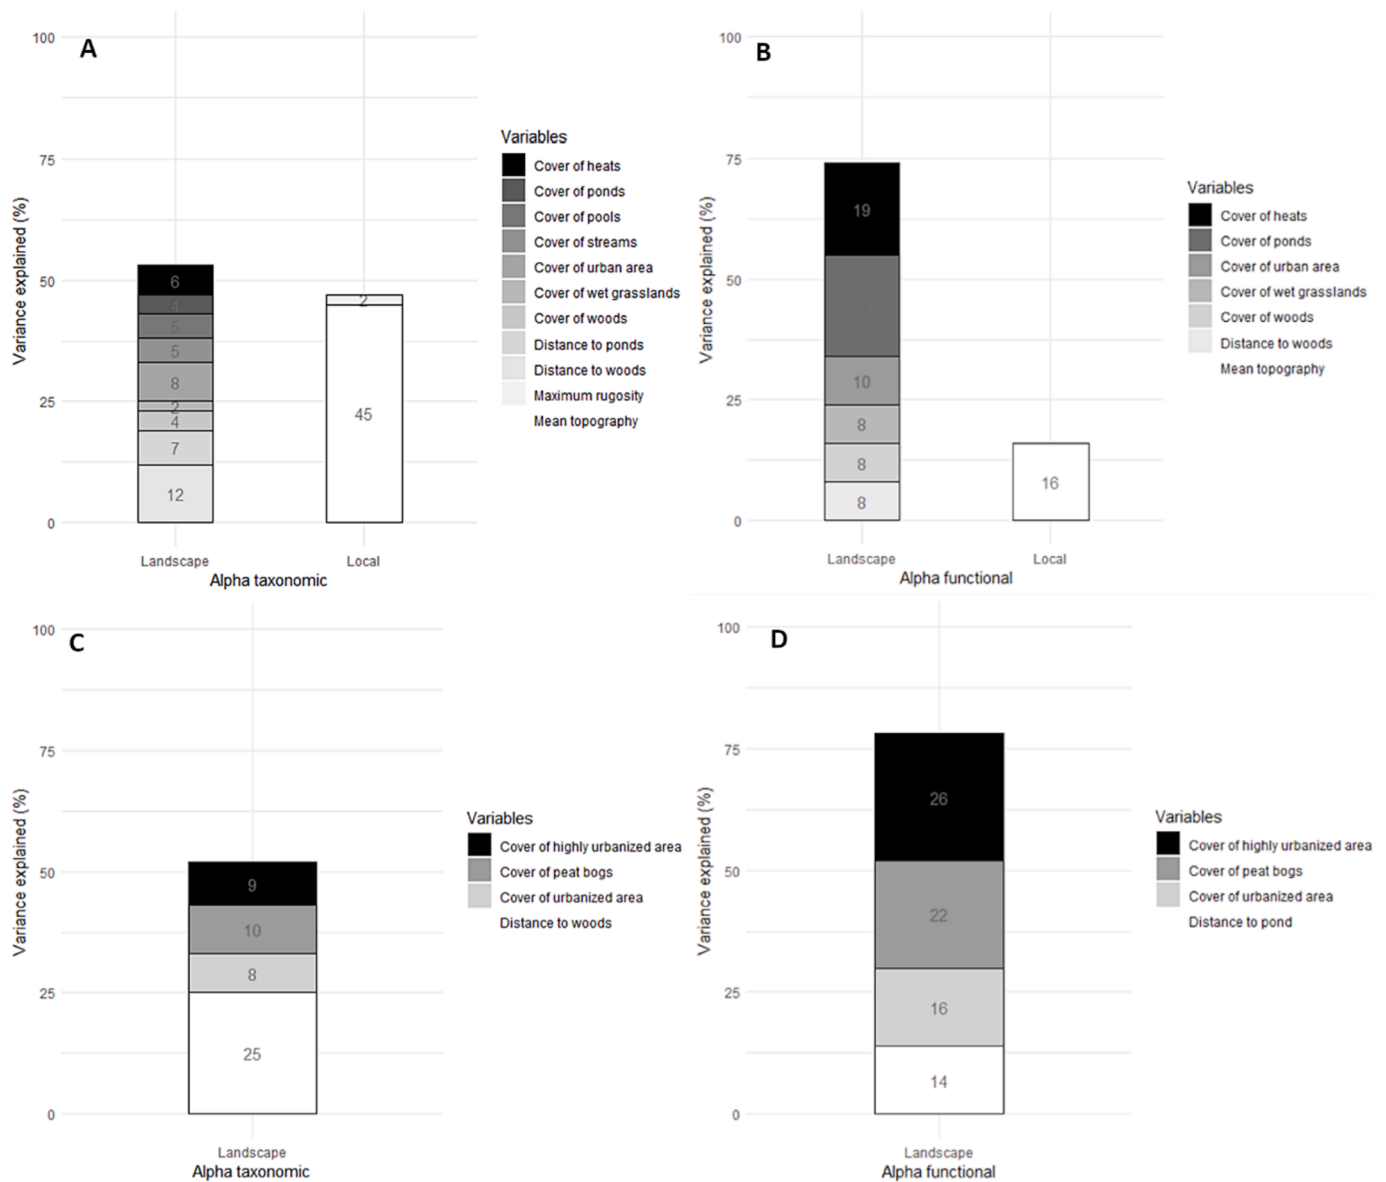 A
100
75
50
25
0
Variance explained (%)
6
4
5
5
8
2
4
7
12
2
45
Landscape
Local
Alpha taxonomic
Variables
Cover of heats
Cover of ponds
Cover of pools
Cover of streams
Cover of urban area
Cover of wet grasslands
Cover of woods
Distance to ponds
Distance to woods
Maximum rugosity
Mean topography
B
100
75
50
25
0
Variance explained (%)
19
10
8
8
8
16
Landscape
Local
Alpha functional
Variables
Cover of heats
Cover of ponds
Cover of urban area
Cover of wet grasslands
Cover of woods
Distance to woods
Mean topography
C
100
75
50
25
0
Variance explained (%)
9
10
8
25
Landscape
Alpha taxonomic
Variables
Cover of highly urbanized area
Cover of peat bogs
Cover of urbanized area
Distance to woods
D
100
75
50
25
0
Variance explained (%)
26
22
16
14
Landscape
Alpha functional
Variables
Cover of highly urbanized area
Cover of peat bogs
Cover of urbanized area
Distance to pond